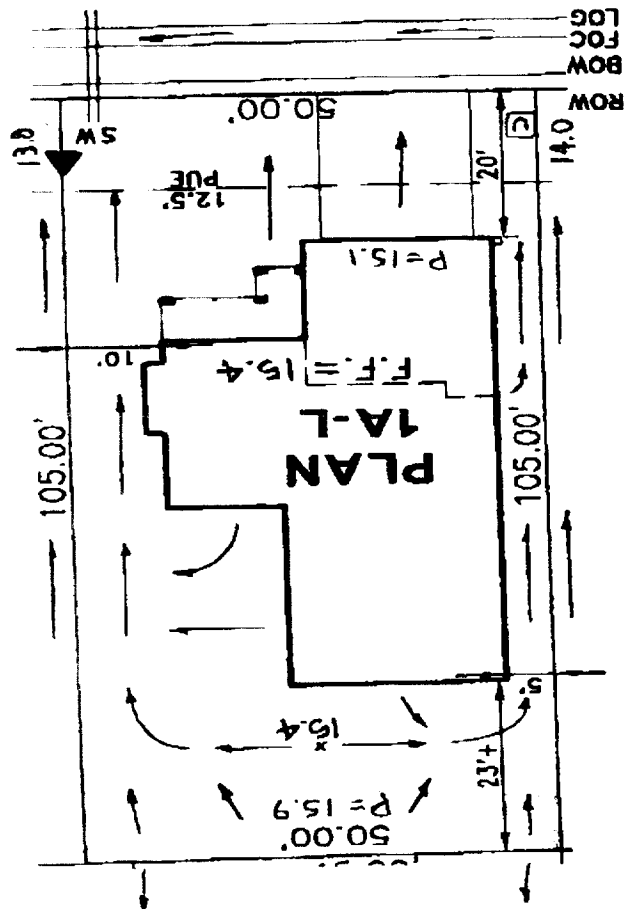 50.00'
P = 15.9
23'+
15.4
5'
PLAN
1A-L
F.F. = 15.4
105.00'
105.00'
10'
P=15.1
20'
12.5'
PUE
14.0
13.8
SW
50.00'
ROW
BOW
FOC
LOG